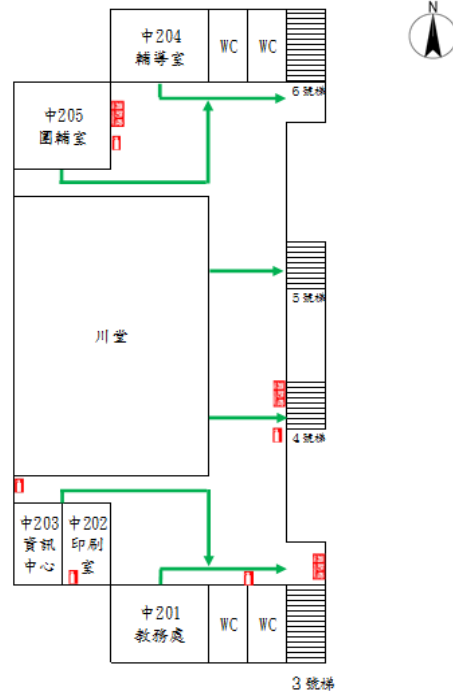 N
中204
輔導室
WC
WC
6號梯
中205
團輔室
5號梯
川堂
4號梯
中203
資訊
中心
中202
印刷
室
中201
教務處
WC
WC
3號梯